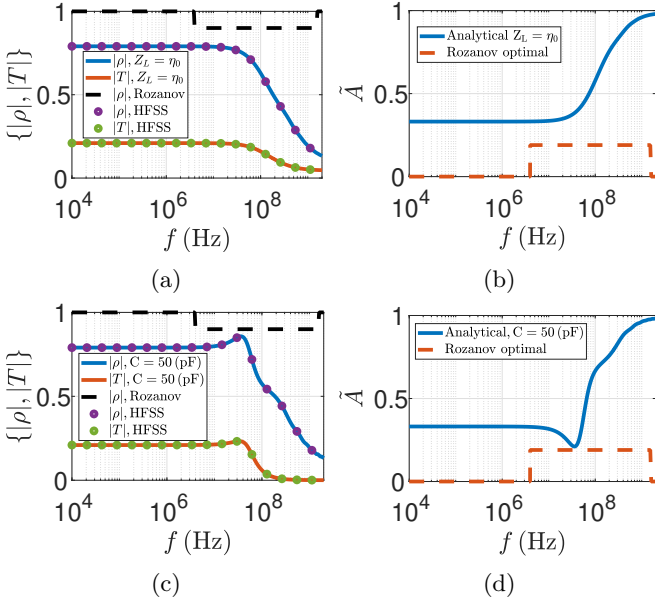 1
0.5
0
{|ρ|, |T|}
|ρ|, Z_L = η_0
|T|, Z_L = η_0
|ρ|, Rozanov
|ρ|, HFSS
|T|, HFSS
10^4 10^6 10^8
f (Hz)
(a)
1
0.5
0
Ã
Analytical Z_L = η_0
Rozanov optimal
10^4 10^6 10^8
f (Hz)
(b)
1
0.5
0
{|ρ|, |T|}
|ρ|, C = 50 (pF)
|T|, C = 50 (pF)
|ρ|, Rozanov
|ρ|, HFSS
|T|, HFSS
10^4 10^6 10^8
f (Hz)
(c)
1
0.5
0
Ã
Analytical, C = 50 (pF)
Rozanov optimal
10^4 10^6 10^8
f (Hz)
(d)